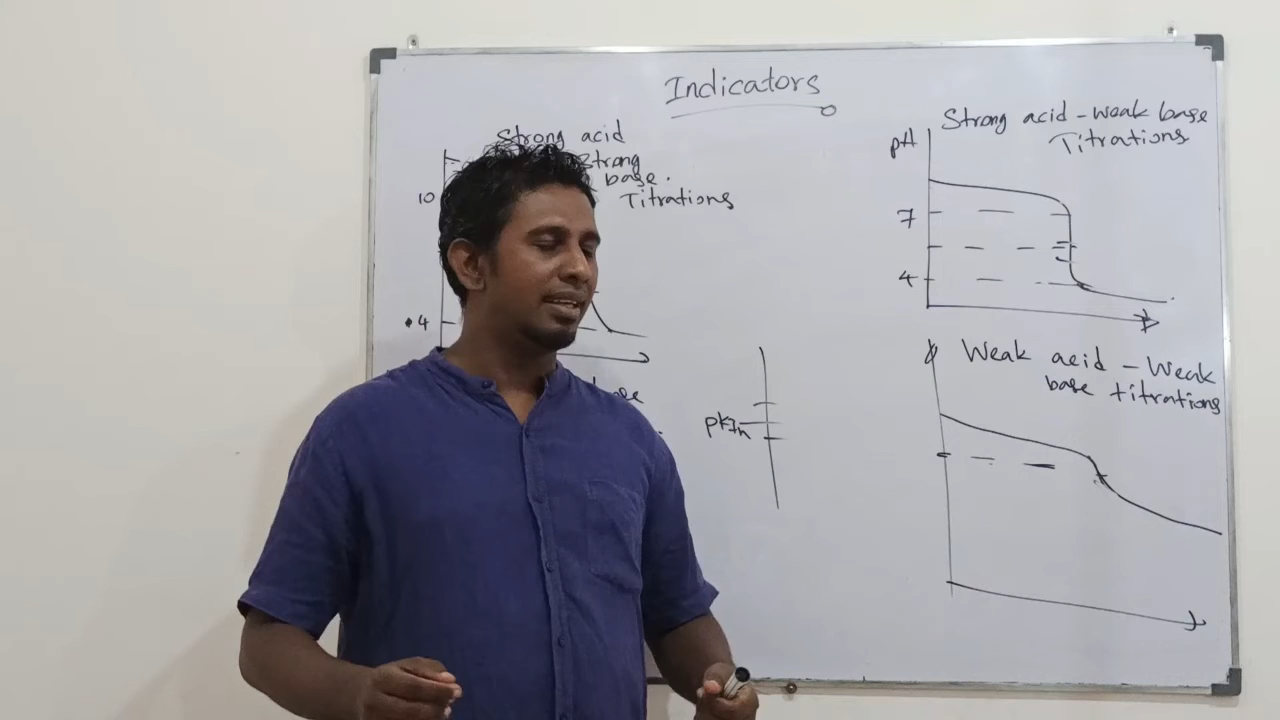 Indicators
Strong acid
Strong
base.
Titrations
10
4
Strong acid - Weak base
Titrations
pH
7
4
Weak acid - Weak
base titrations
pKIn